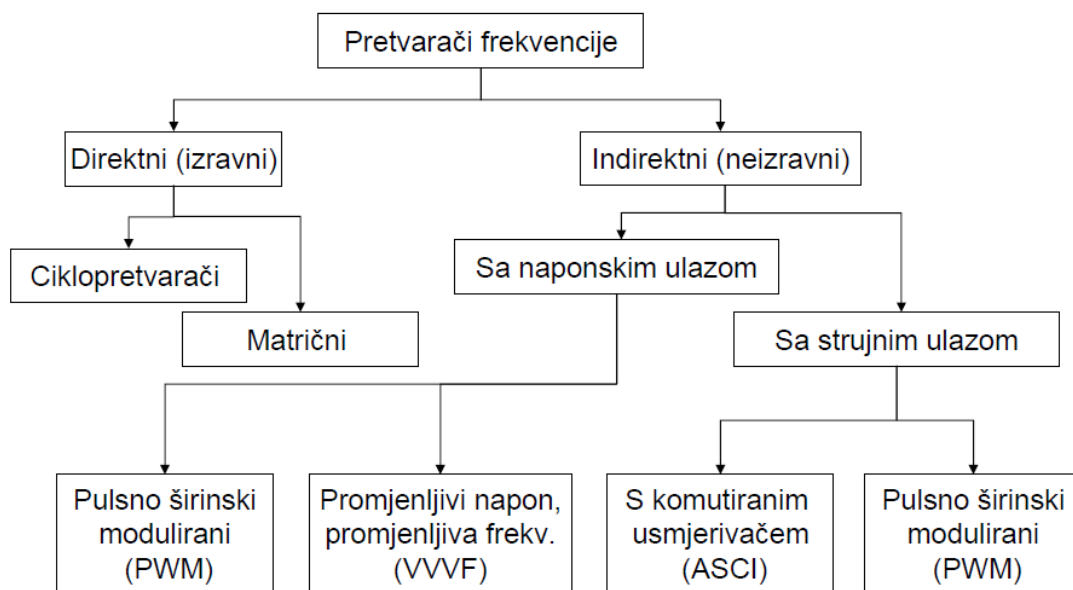 Pretvarači frekvencije
Direktni (izravni)
Indirektni (neizravni)
Ciklopretvarači
Sa naponskim ulazom
Matrični
Sa strujnim ulazom
Pulsno širinski
modulirani
(PWM)
Promjenljivi napon,
promjenljiva frekv.
(VVVF)
S komutiranim
usmjerivačem
(ASCI)
Pulsno širinski
modulirani
(PWM)